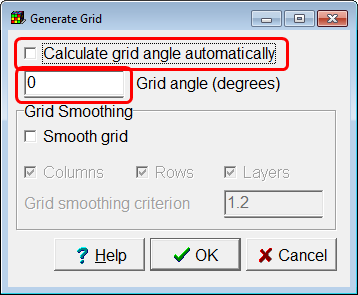 Generate Grid
Calculate grid angle automatically
0 Grid angle (degrees)
Grid Smoothing
Smooth grid
Columns Rows Layers
Grid smoothing criterion 1.2
? Help OK Cancel